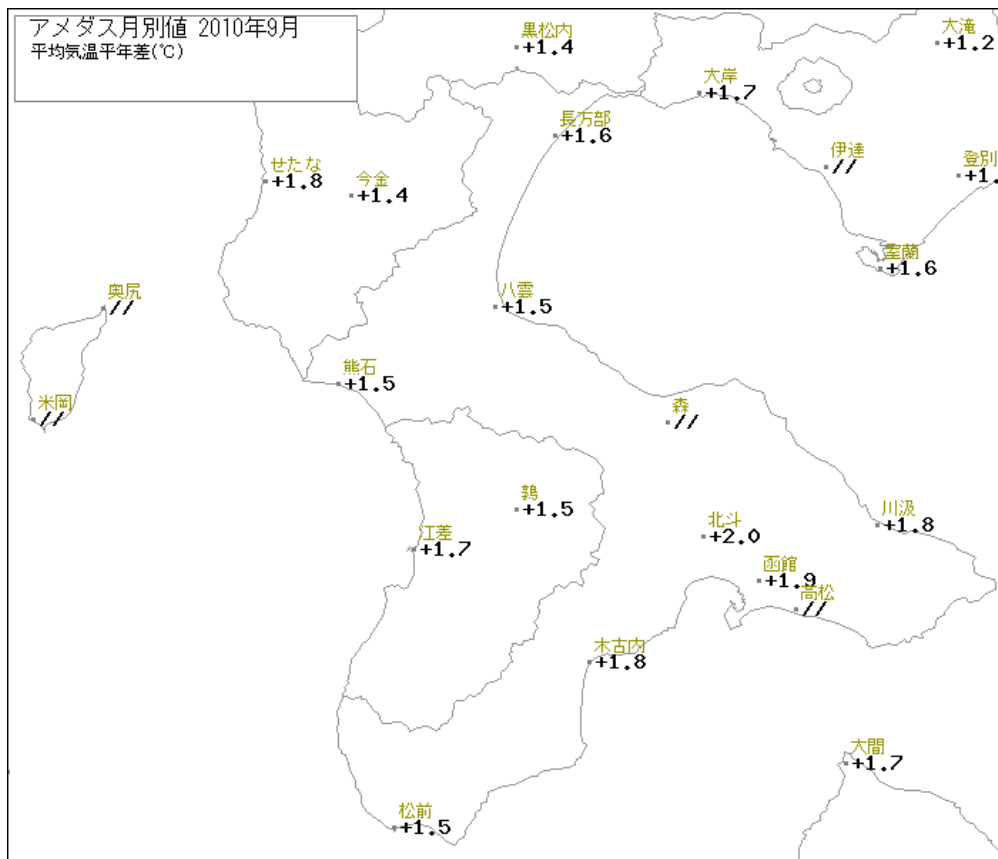 アメダス月別値 2010年9月
平均気温平年差(℃)
黒松内
+1.4
大滝
+1.2
大岸
+1.7
長万部
+1.6
伊達
//
登別
+1.
せたな
+1.8
今金
+1.4
室蘭
+1.6
奥尻
//
八雲
+1.5
熊石
+1.5
米岡
//
森
//
鶉
+1.5
川汲
+1.8
北斗
+2.0
江差
+1.7
函館
+1.9
高松
//
木古内
+1.8
大間
+1.7
松前
+1.5